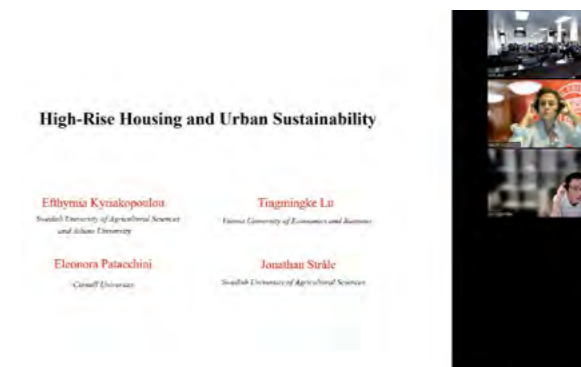 High-Rise Housing and Urban Sustainability
Efthymia Kyriakopoulou
Swedish University of Agricultural Sciences
and Athens University
Tingmingke Lu
Vienna University of Economics and Business
Eleonora Patacchini
Cornell University
Jonathan Stråle
Swedish University of Agricultural Sciences